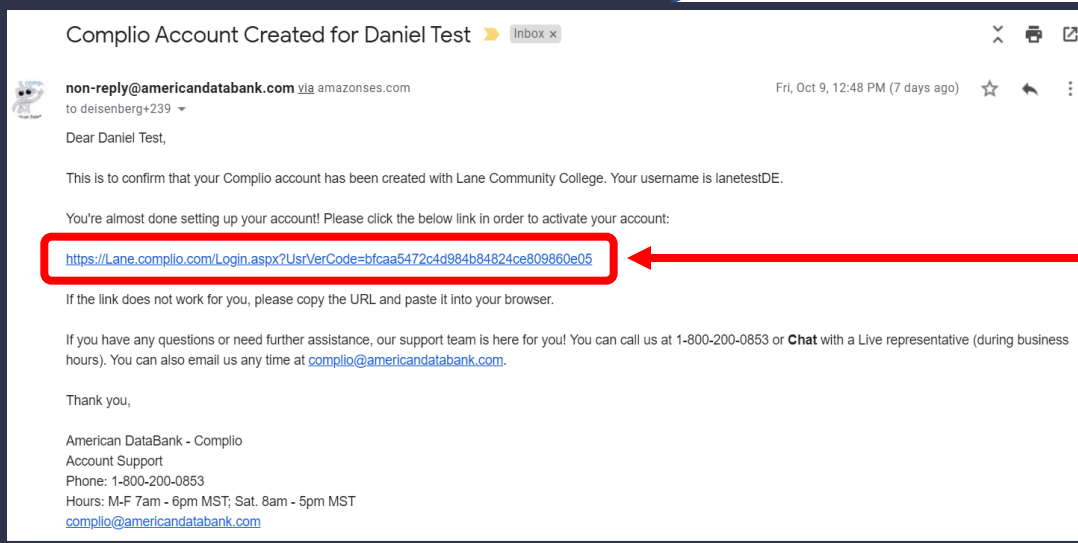 Complio Account Created for Daniel Test Inbox x
non-reply@americandatabank.com via amazonses.com Fri, Oct 9, 12:48 PM (7 days ago)
to deisenberg+239
Dear Daniel Test,
This is to confirm that your Complio account has been created with Lane Community College. Your username is lanetestDE.
You're almost done setting up your account! Please click the below link in order to activate your account:
https://Lane.complio.com/Login.aspx?UsrVerCode=bfcaa5472c4d984b84824ce809860e05
If the link does not work for you, please copy the URL and paste it into your browser.
If you have any questions or need further assistance, our support team is here for you! You can call us at 1-800-200-0853 or Chat with a Live representative (during business
hours). You can also email us any time at complio@americandatabank.com.
Thank you,
American DataBank - Complio
Account Support
Phone: 1-800-200-0853
Hours: M-F 7am - 6pm MST; Sat. 8am - 5pm MST
complio@americandatabank.com